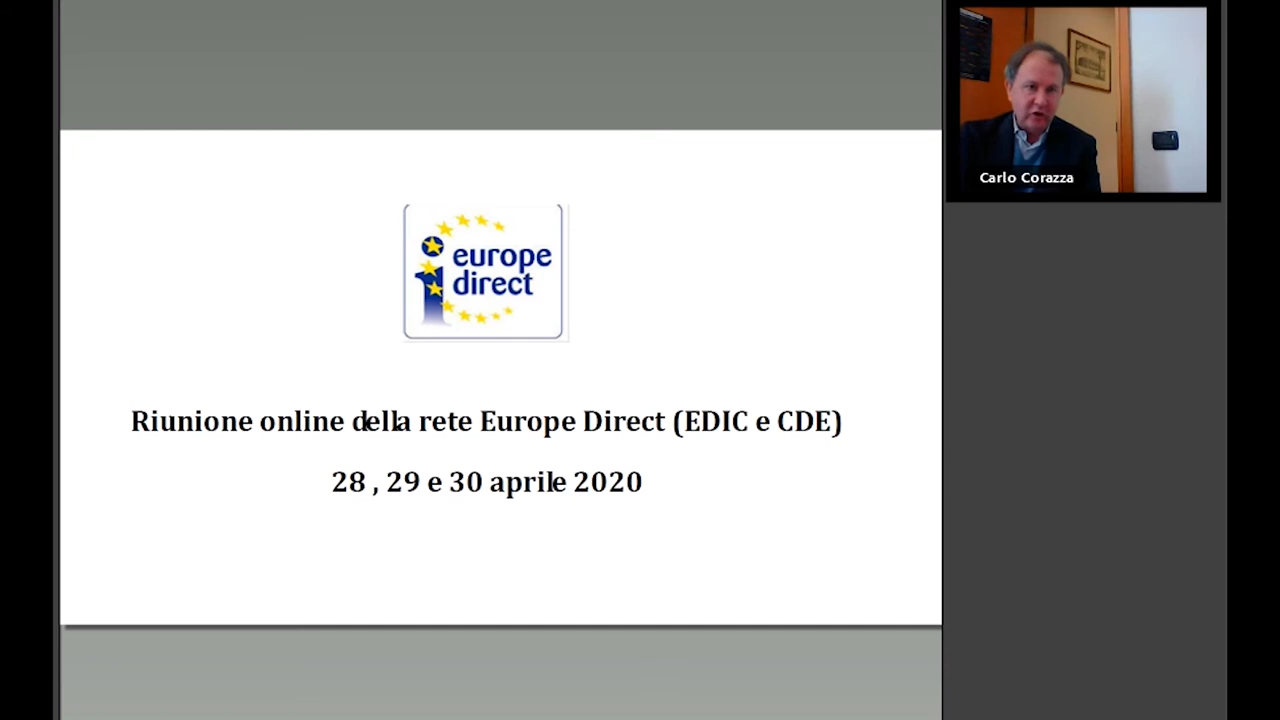 europe
direct
Riunione online della rete Europe Direct (EDIC e CDE)
28 , 29 e 30 aprile 2020
Carlo Corazza